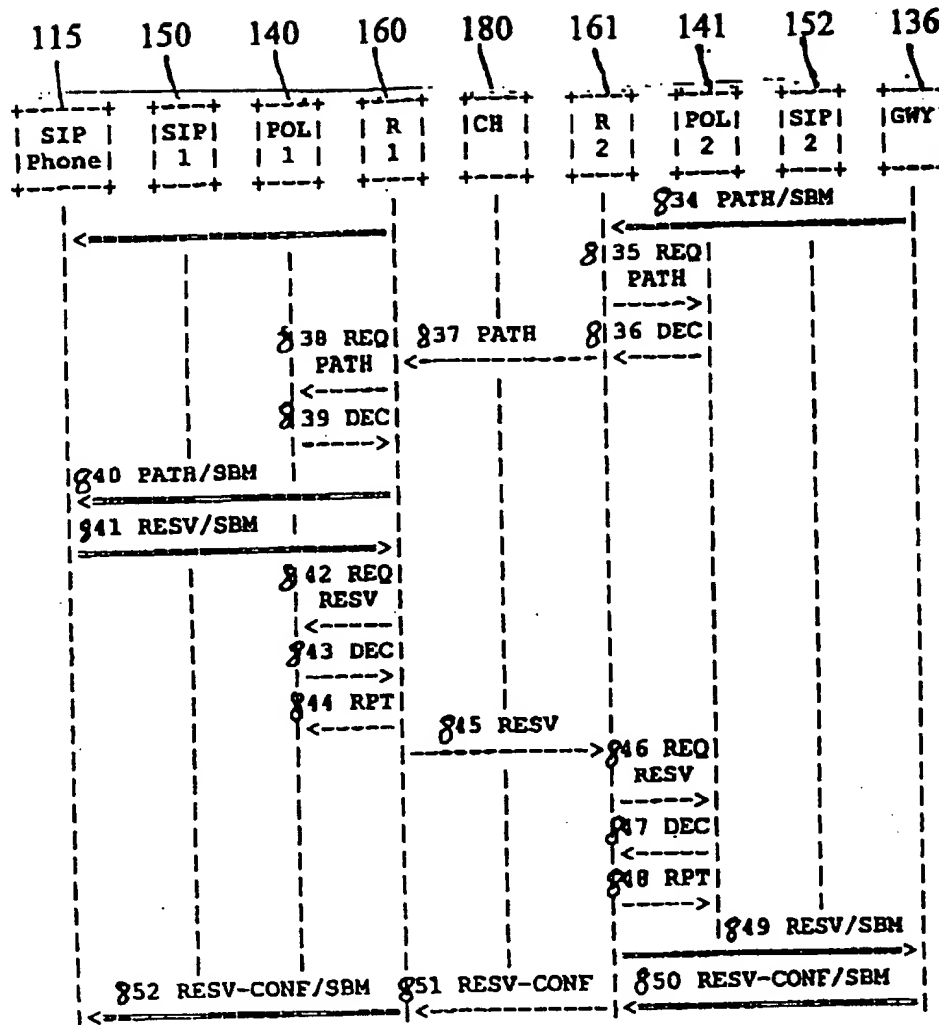 115 150 140 160 180 161 141 152 136
SIP Phone SIP 1 POL 1 R 1 CH R 2 POL 2 SIP 2 GWY
834 PATH/SBM
835 REQ
PATH
836 DEC
837 PATH
838 REQ
PATH
839 DEC
840 PATH/SBM
841 RESV/SBM
842 REQ
RESV
843 DEC
844 RPT
845 RESV
846 REQ
RESV
847 DEC
848 RPT
849 RESV/SBM
850 RESV-CONF/SBM
851 RESV-CONF
852 RESV-CONF/SBM